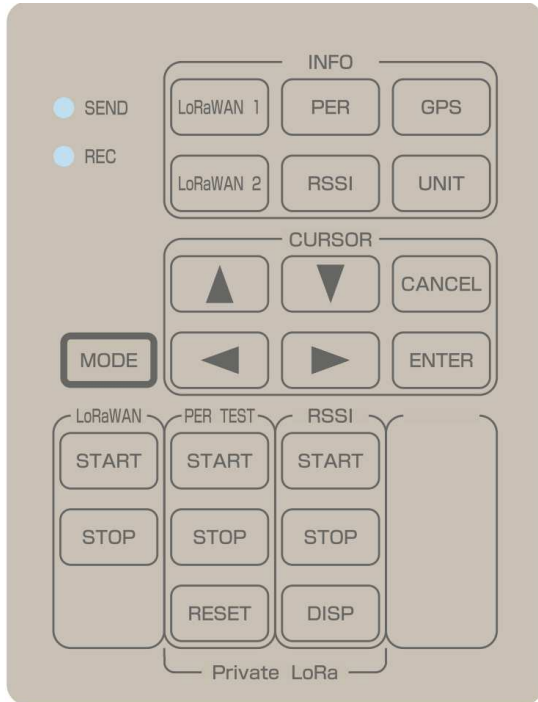 INFO
SEND
LoRaWAN 1 PER GPS
REC
LoRaWAN 2 RSSI UNIT
CURSOR
CANCEL
MODE
ENTER
LoRaWAN PER TEST RSSI
START START START
STOP STOP STOP
RESET DISP
Private LoRa